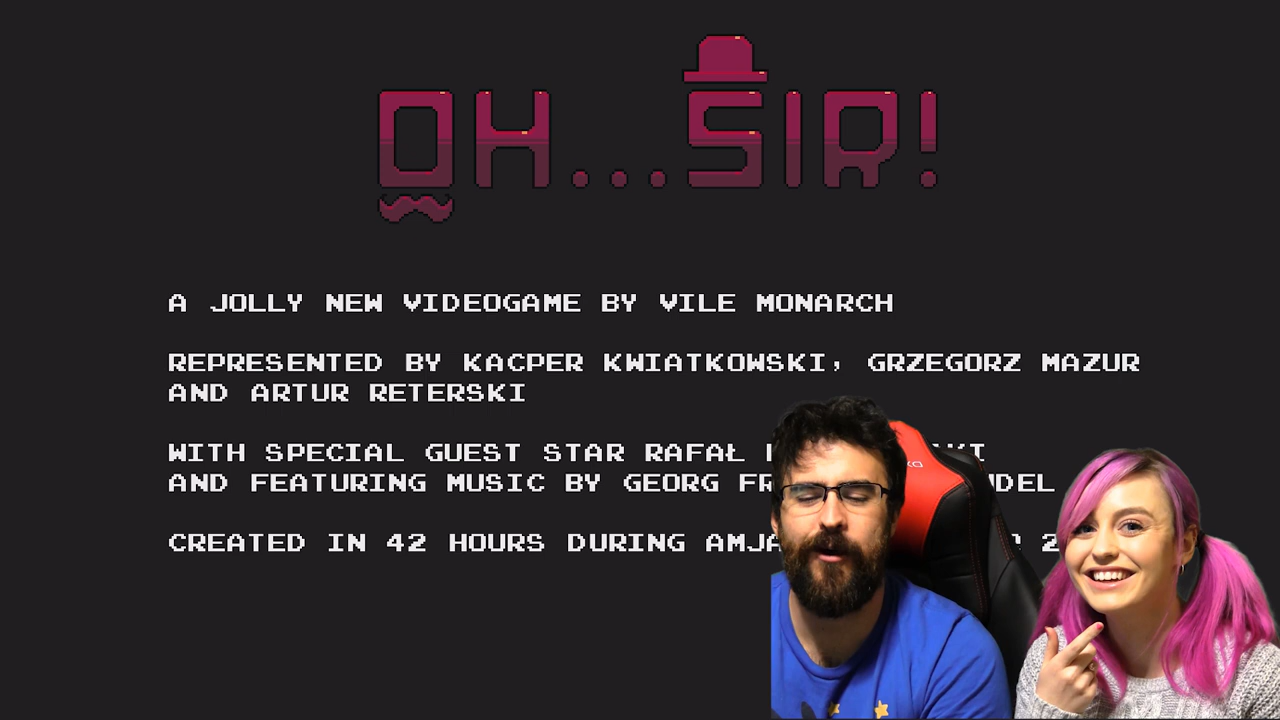 OH...SIR!
A JOLLY NEW VIDEOGAME BY VILE MONARCH
REPRESENTED BY KACPER KWIATKOWSKI, GRZEGORZ MAZUR
AND ARTUR RETERSKI
WITH SPECIAL GUEST STAR RAFAŁ
AND FEATURING MUSIC BY GEORG
CREATED IN 42 HOURS DURING